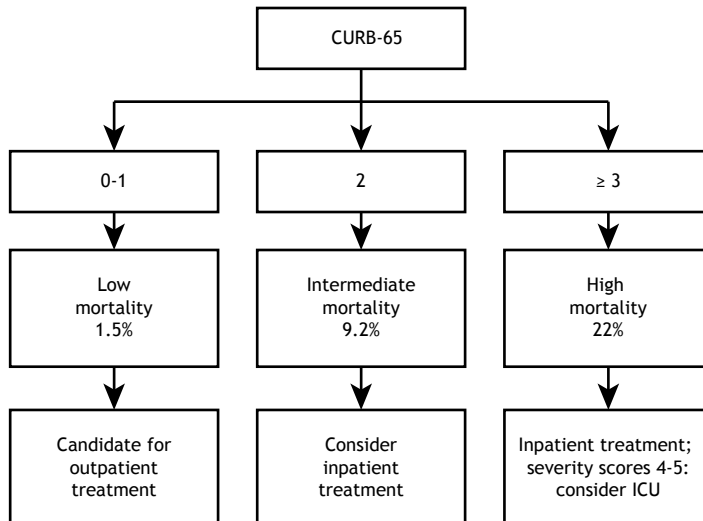 CURB-65
0-1
2
≥ 3
Low
mortality
1.5%
Intermediate
mortality
9.2%
High
mortality
22%
Candidate for
outpatient
treatment
Consider
inpatient
treatment
Inpatient treatment;
severity scores 4-5:
consider ICU